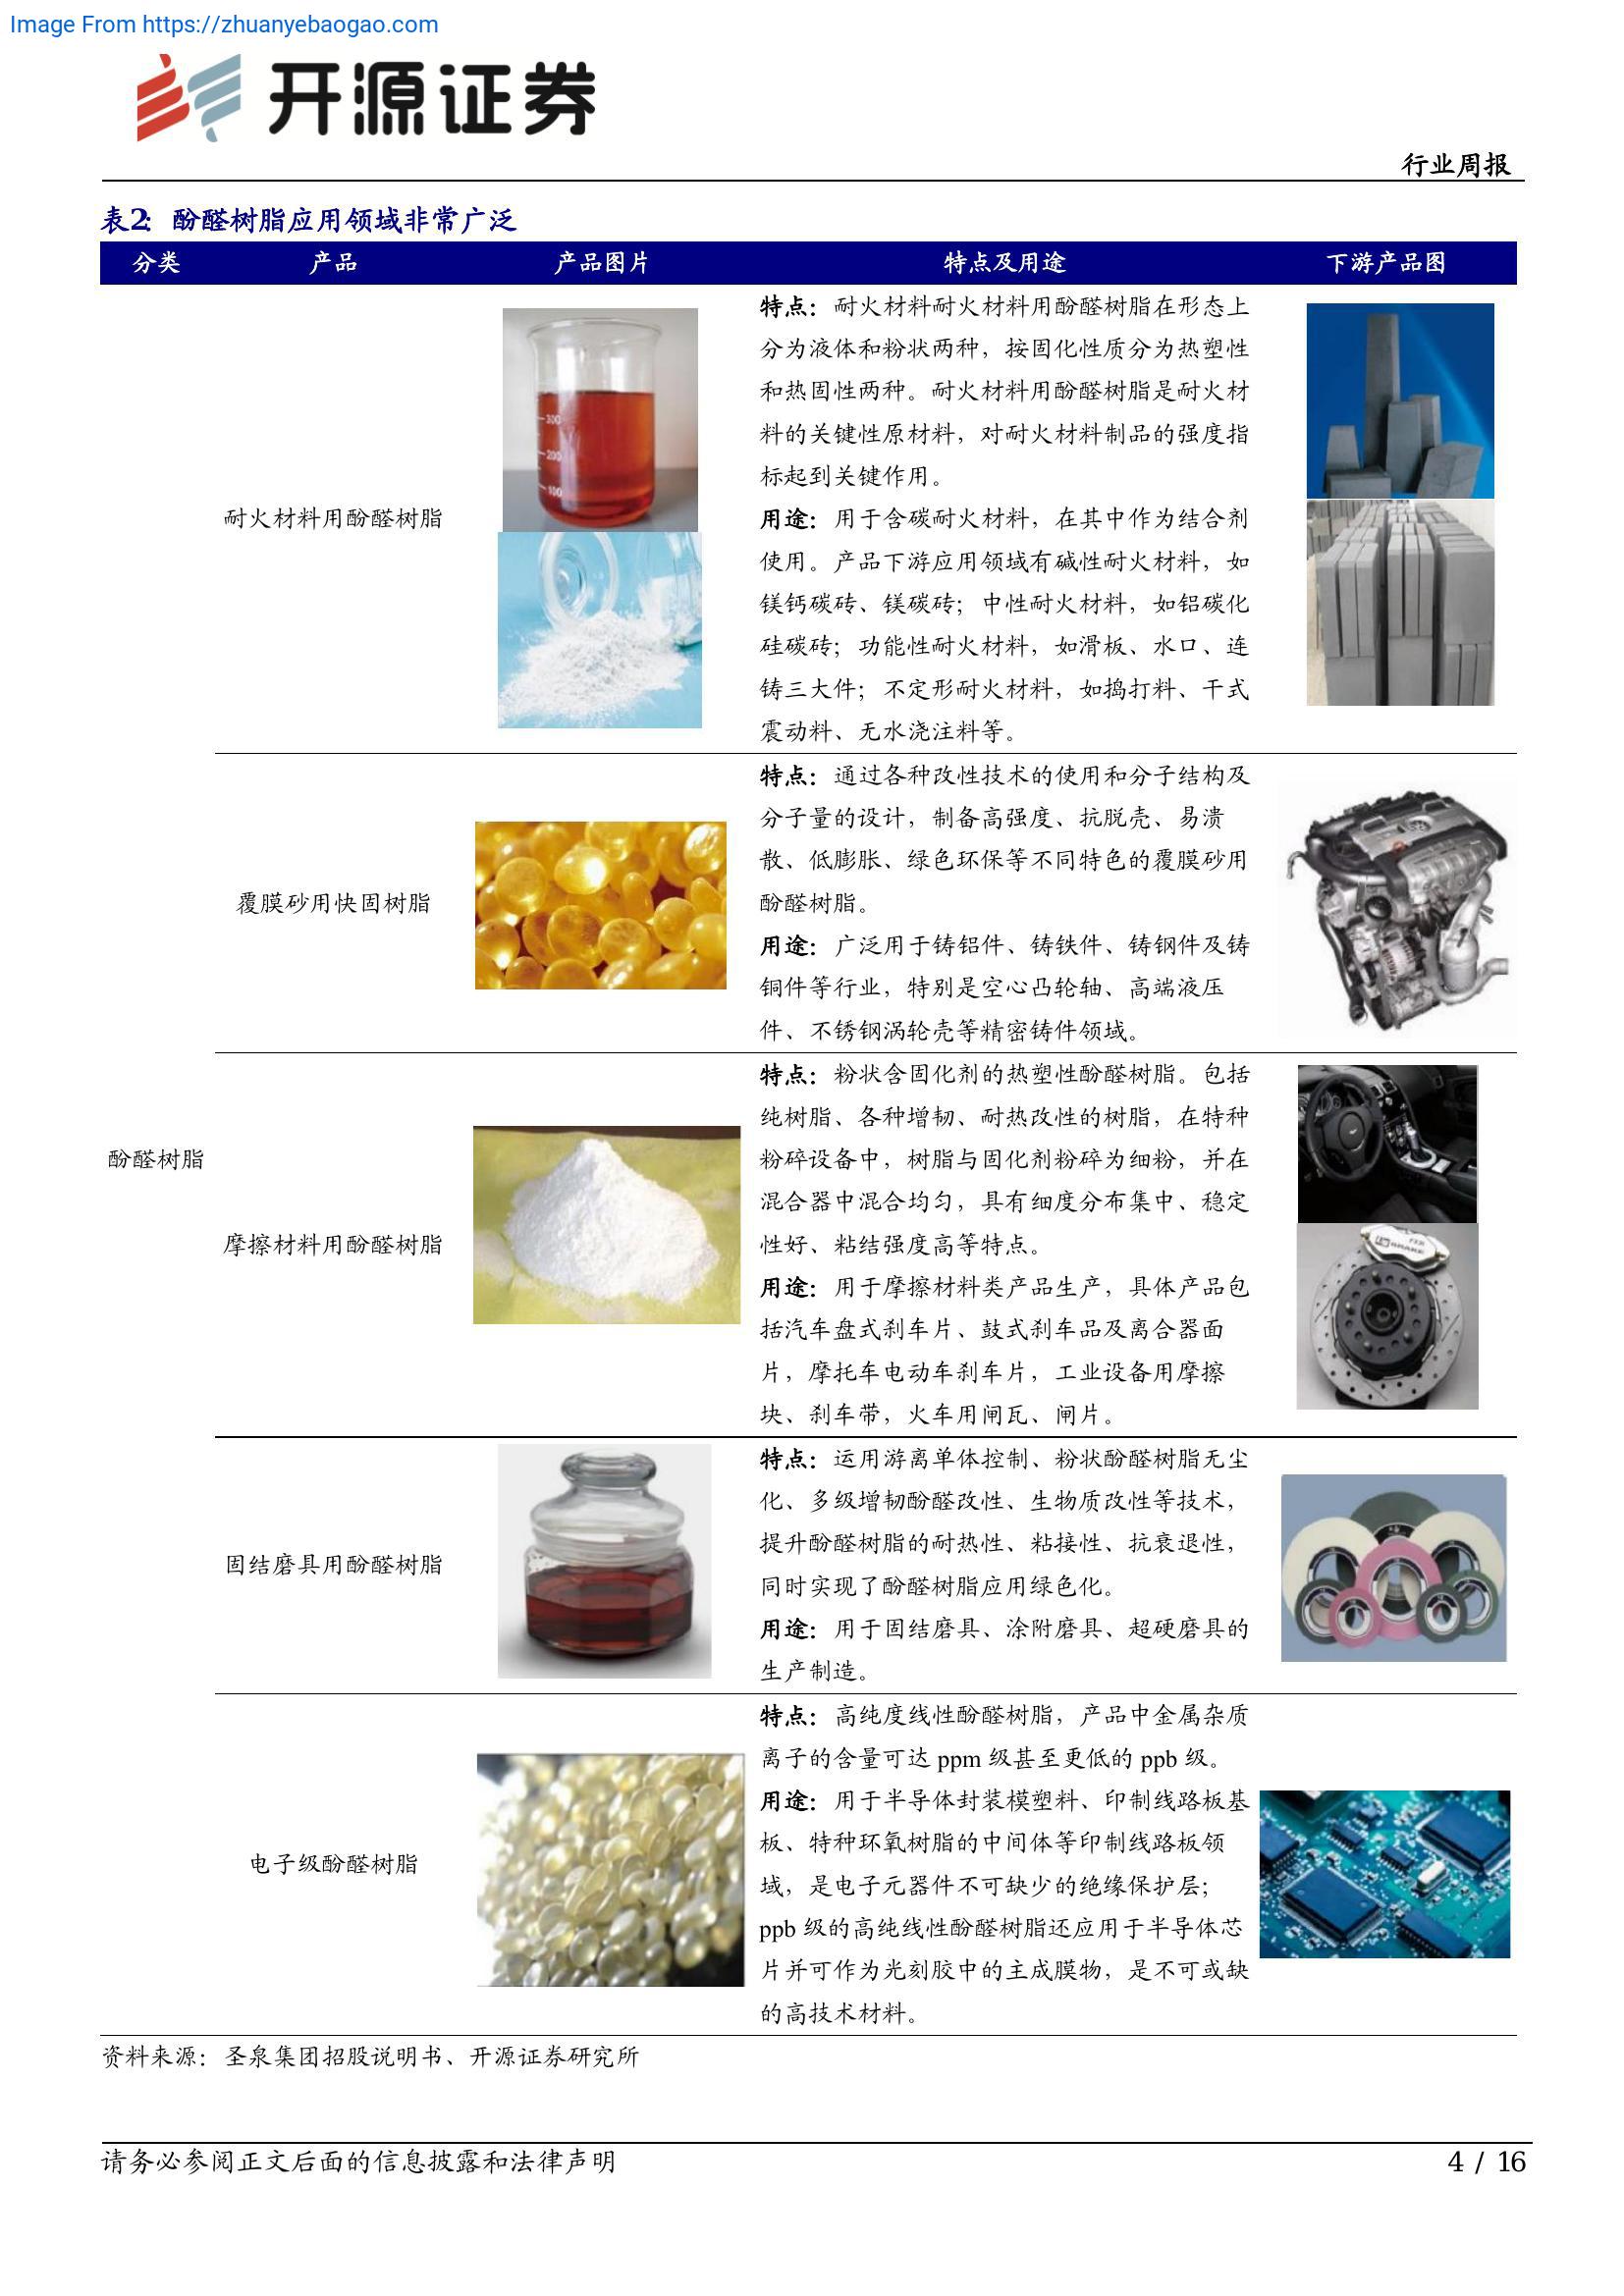 Image From https://zhuanyebaogao.com
开源证券
行业周报
表2: 酚醛树脂应用领域非常广泛
分类 产品 产品图片 特点及用途 下游产品图
特点：耐火材料耐火材料用酚醛树脂在形态上
分为液体和粉状两种，按固化性质分为热塑性
和热固性两种。耐火材料用酚醛树脂是耐火材
料的关键性原材料，对耐火材料制品的强度指
标起到关键作用。
耐火材料用酚醛树脂
300
200
100
用途：用于含碳耐火材料，在其中作为结合剂
使用。产品下游应用领域有碱性耐火材料，如
镁钙碳砖、镁碳砖；中性耐火材料，如铝碳化
硅碳砖；功能性耐火材料，如滑板、水口、连
铸三大件；不定形耐火材料，如捣打料、干式
震动料、无水浇注料等。
覆膜砂用快固树脂
特点：通过各种改性技术的使用和分子结构及
分子量的设计，制备高强度、抗脱壳、易溃
散、低膨胀、绿色环保等不同特色的覆膜砂用
酚醛树脂。
用途：广泛用于铸铝件、铸铁件、铸钢件及铸
铜件等行业，特别是空心凸轮轴、高端液压
件、不锈钢涡轮壳等精密铸件领域。
酚醛树脂
摩擦材料用酚醛树脂
特点：粉状含固化剂的热塑性酚醛树脂。包括
纯树脂、各种增韧、耐热改性的树脂，在特种
粉碎设备中，树脂与固化剂粉碎为细粉，并在
混合器中混合均匀，具有细度分布集中、稳定
性好、粘结强度高等特点。
用途：用于摩擦材料类产品生产，具体产品包
括汽车盘式刹车片、鼓式刹车品及离合器面
片，摩托车电动车刹车片，工业设备用摩擦
块、刹车带，火车用闸瓦、闸片。
固结磨具用酚醛树脂
特点：运用游离单体控制、粉状酚醛树脂无尘
化、多级增韧酚醛改性、生物质改性等技术，
提升酚醛树脂的耐热性、粘接性、抗衰退性，
同时实现了酚醛树脂应用绿色化。
用途：用于固结磨具、涂附磨具、超硬磨具的
生产制造。
电子级酚醛树脂
特点：高纯度线性酚醛树脂，产品中金属杂质
离子的含量可达 ppm 级甚至更低的 ppb 级。
用途：用于半导体封装模塑料、印制线路板基
板、特种环氧树脂的中间体等印制线路板领
域，是电子元器件不可缺少的绝缘保护层；
ppb 级的高纯线性酚醛树脂还应用于半导体芯
片并可作为光刻胶中的主成膜物，是不可或缺
的高技术材料。
资料来源：圣泉集团招股说明书、开源证券研究所
请务必参阅正文后面的信息披露和法律声明
4 / 16